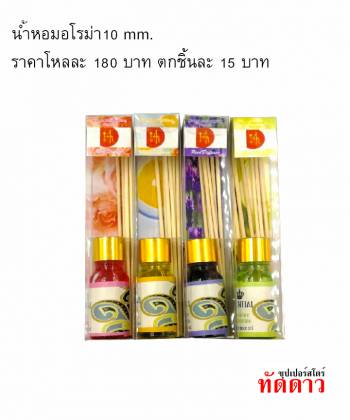 น้ำหอมอโรม่า10 mm.
ราคาโหลละ 180 บาท ตกชิ้นละ 15 บาท
Reed Diffuser
ซุปเปอร์สโตร์
ทัดดาว